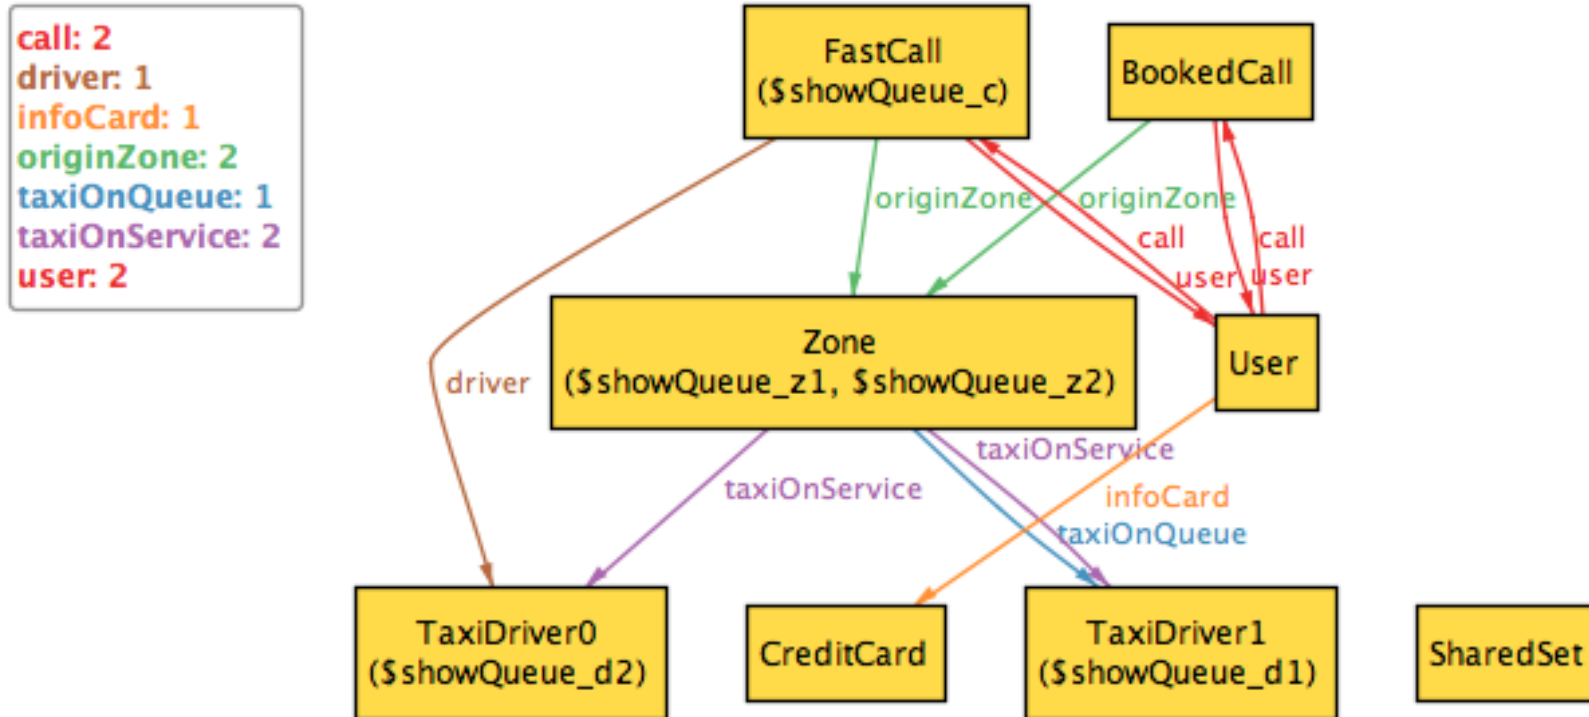 call: 2
driver: 1
infoCard: 1
originZone: 2
taxiOnQueue: 1
taxiOnService: 2
user: 2
FastCall
($showQueue_c)
BookedCall
originZone
originZone
call
call
user
user
Zone
($showQueue_z1, $showQueue_z2)
User
driver
taxiOnService
taxiOnService
infoCard
taxiOnQueue
TaxiDriver0
($showQueue_d2)
CreditCard
TaxiDriver1
($showQueue_d1)
SharedSet